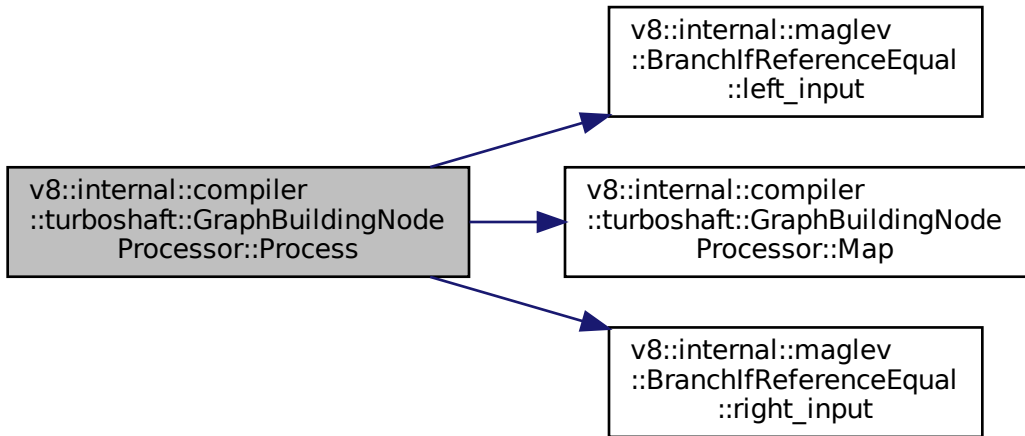 v8::internal::maglev
::BranchIfReferenceEqual
::left_input
v8::internal::compiler
::turboshaft::GraphBuildingNode
Processor::Process
v8::internal::compiler
::turboshaft::GraphBuildingNode
Processor::Map
v8::internal::maglev
::BranchIfReferenceEqual
::right_input